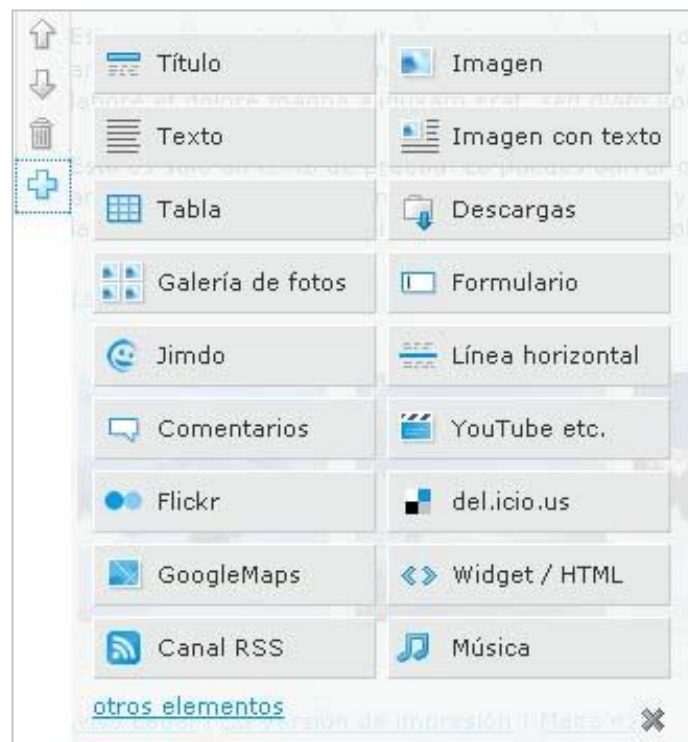 Título
Imagen
Texto
Imagen con texto
Tabla
Descargas
Galería de fotos
Formulario
Jimdo
Línea horizontal
Comentarios
YouTube etc.
Flickr
del.icio.us
GoogleMaps
Widget / HTML
Canal RSS
Música
otros elementos